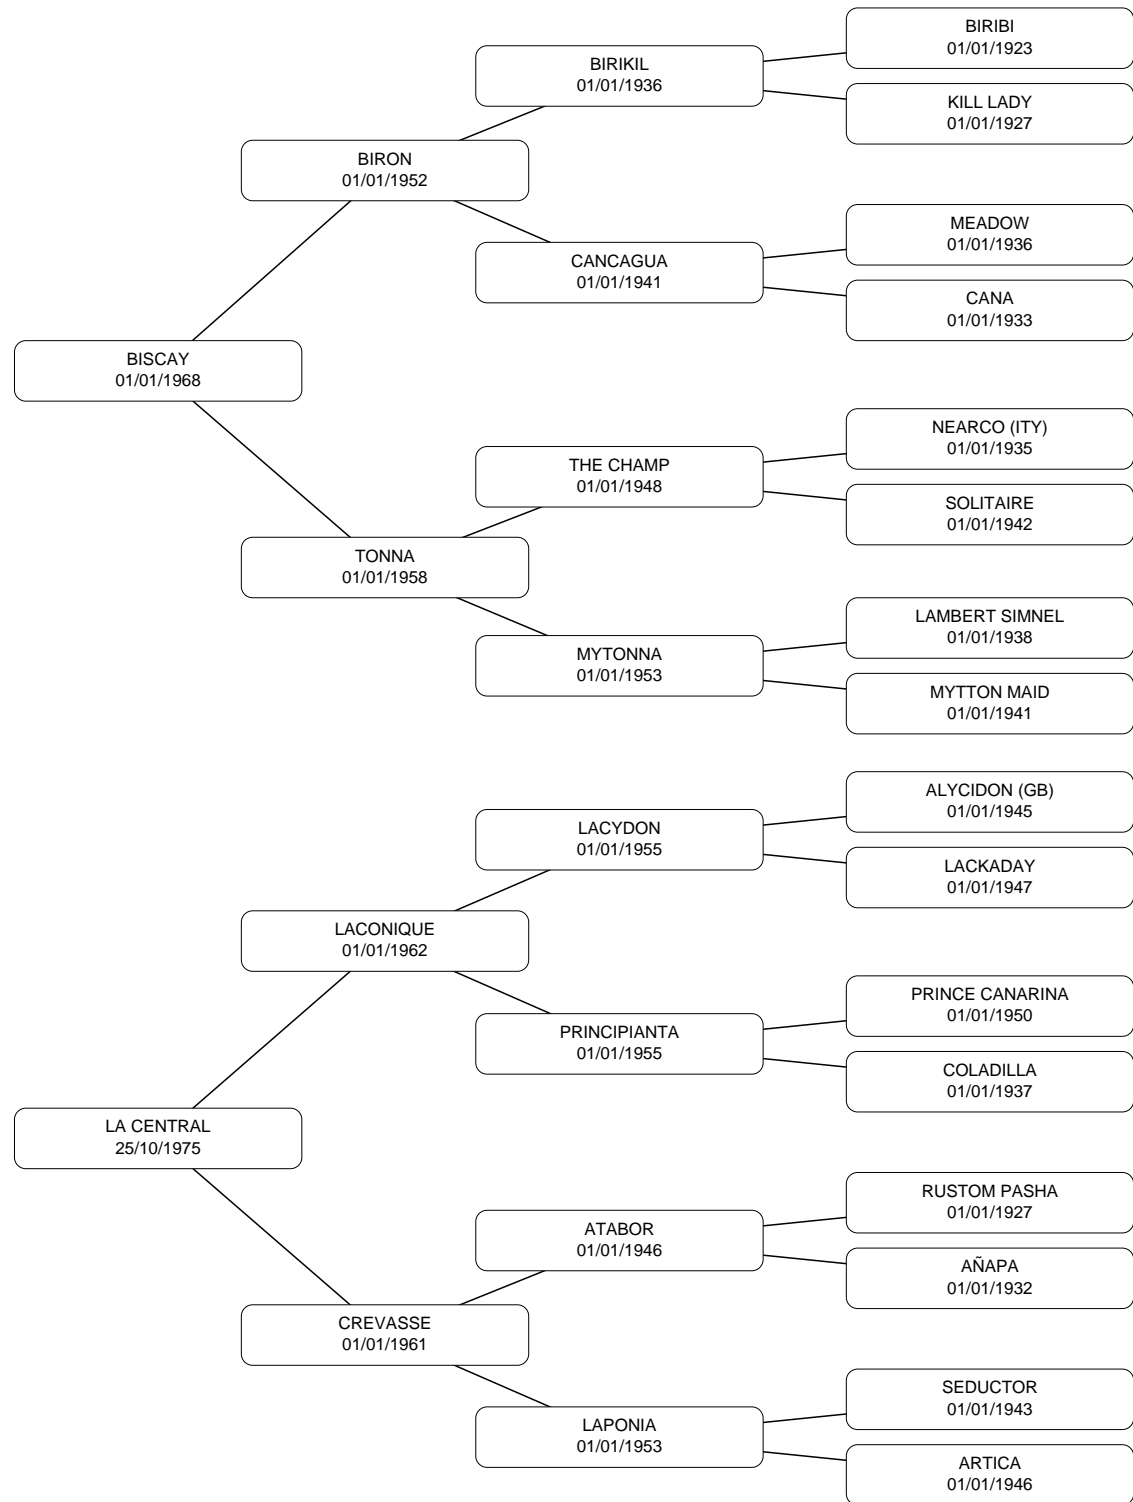 BIRIBI
01/01/1923
BIRIKIL
01/01/1936
KILL LADY
01/01/1927
BIRON
01/01/1952
MEADOW
01/01/1936
CANCAGUA
01/01/1941
CANA
01/01/1933
BISCAY
01/01/1968
NEARCO (ITY)
01/01/1935
THE CHAMP
01/01/1948
SOLITAIRE
01/01/1942
TONNA
01/01/1958
LAMBERT SIMNEL
01/01/1938
MYTONNA
01/01/1953
MYTTON MAID
01/01/1941
ALYCIDON (GB)
01/01/1945
LACYDON
01/01/1955
LACKADAY
01/01/1947
LACONIQUE
01/01/1962
PRINCE CANARINA
01/01/1950
PRINCIPIANTA
01/01/1955
COLADILLA
01/01/1937
LA CENTRAL
25/10/1975
RUSTOM PASHA
01/01/1927
ATABOR
01/01/1946
AÑAPA
01/01/1932
CREVASSE
01/01/1961
SEDUCTOR
01/01/1943
LAPONIA
01/01/1953
ARTICA
01/01/1946